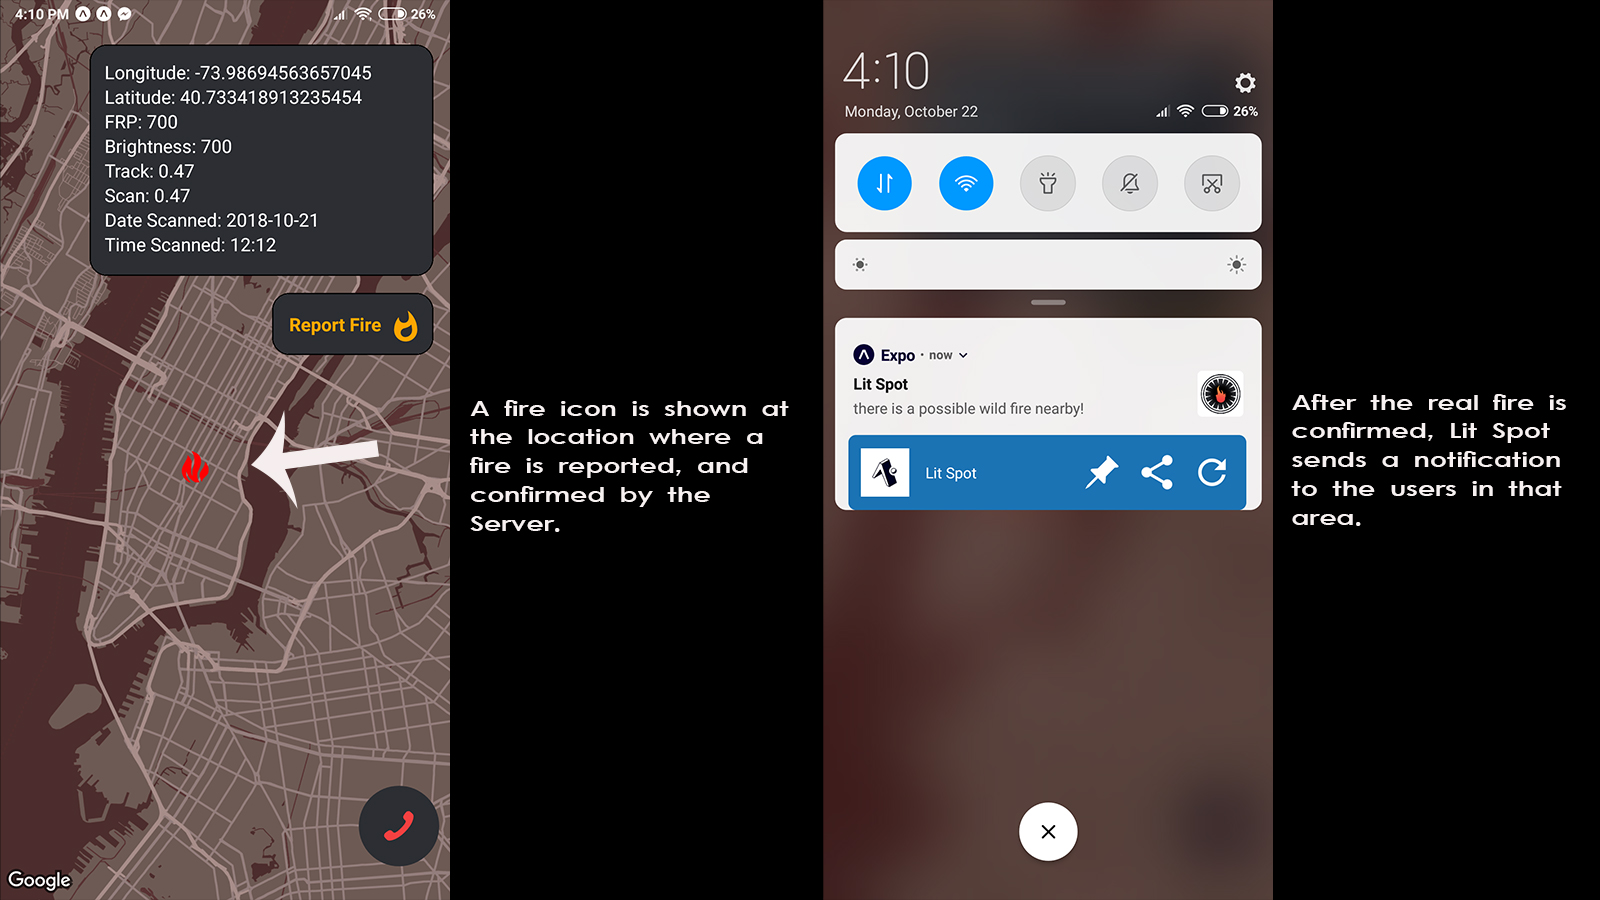 4:10 PM
26%
Longitude: -73.98694563657045
Latitude: 40.733418913235454
FRP: 700
Brightness: 700
Track: 0.47
Scan: 0.47
Date Scanned: 2018-10-21
Time Scanned: 12:12
Report Fire
Google
A fire icon is shown at
the location where a
fire is reported, and
confirmed by the
Server.
4:10
Monday, October 22
26%
Expo · now
Lit Spot
there is a possible wild fire nearby!
Lit Spot
After the real fire is
confirmed, Lit Spot
sends a notification
to the users in that
area.